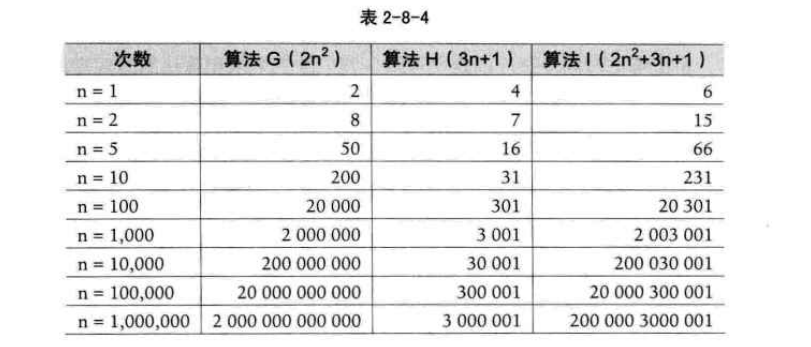 表 2-8-4
次数 算法 G（2n²） 算法 H（3n+1） 算法 I（2n²+3n+1）
n = 1 2 4 6
n = 2 8 7 15
n = 5 50 16 66
n = 10 200 31 231
n = 100 20 000 301 20 301
n = 1,000 2 000 000 3 001 2 003 001
n = 10,000 200 000 000 30 001 200 030 001
n = 100,000 20 000 000 000 300 001 20 000 300 001
n = 1,000,000 2 000 000 000 000 3 000 001 200 000 3000 001